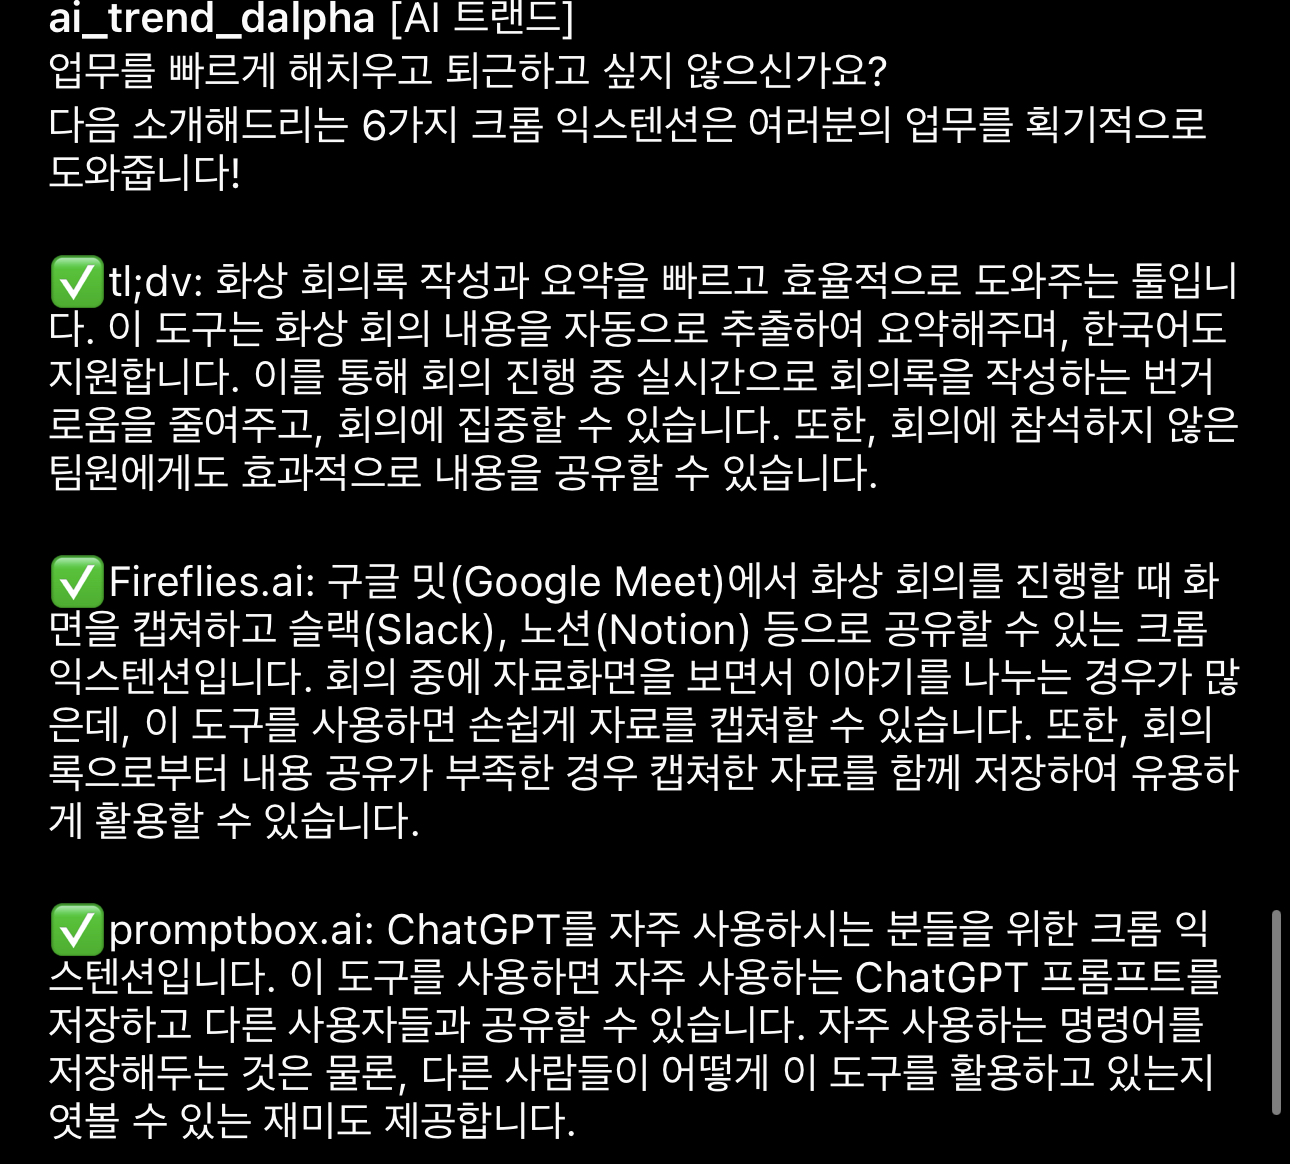 ai_trend_dalpha [AI 트랜드]
업무를 빠르게 해치우고 퇴근하고 싶지 않으신가요?
다음 소개해드리는 6가지 크롬 익스텐션은 여러분의 업무를 획기적으로
도와줍니다!
✅tl;dv: 화상 회의록 작성과 요약을 빠르고 효율적으로 도와주는 툴입니
다. 이 도구는 화상 회의 내용을 자동으로 추출하여 요약해주며, 한국어도
지원합니다. 이를 통해 회의 진행 중 실시간으로 회의록을 작성하는 번거
로움을 줄여주고, 회의에 집중할 수 있습니다. 또한, 회의에 참석하지 않은
팀원에게도 효과적으로 내용을 공유할 수 있습니다.
✅Fireflies.ai: 구글 밋(Google Meet)에서 화상 회의를 진행할 때 화
면을 캡쳐하고 슬랙(Slack), 노션(Notion) 등으로 공유할 수 있는 크롬
익스텐션입니다. 회의 중에 자료화면을 보면서 이야기를 나누는 경우가 많
은데, 이 도구를 사용하면 손쉽게 자료를 캡쳐할 수 있습니다. 또한, 회의
록으로부터 내용 공유가 부족한 경우 캡쳐한 자료를 함께 저장하여 유용하
게 활용할 수 있습니다.
✅promptbox.ai: ChatGPT를 자주 사용하시는 분들을 위한 크롬 익
스텐션입니다. 이 도구를 사용하면 자주 사용하는 ChatGPT 프롬프트를
저장하고 다른 사용자들과 공유할 수 있습니다. 자주 사용하는 명령어를
저장해두는 것은 물론, 다른 사람들이 어떻게 이 도구를 활용하고 있는지
엿볼 수 있는 재미도 제공합니다.